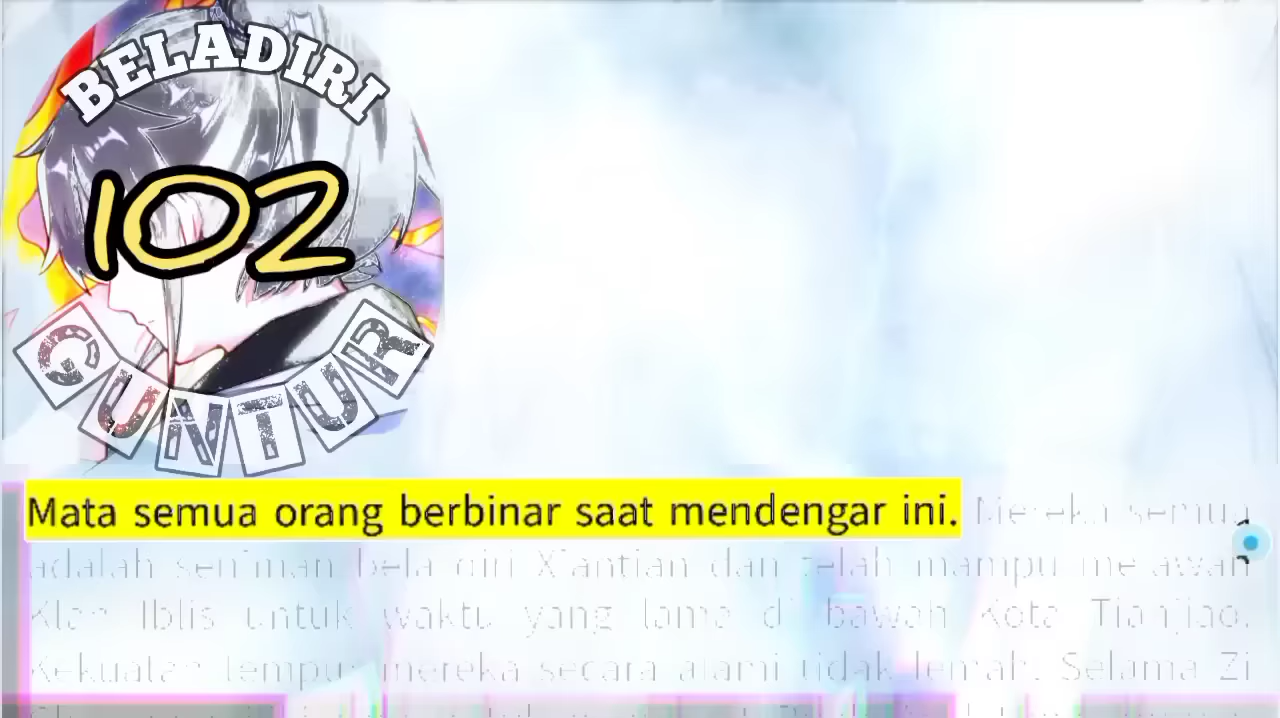 BELADIRI
102
GUNTUR
Mata semua orang berbinar saat mendengar ini. Mereka semua
adalah seniman bela diri Xiantian dan telah mampu melawan
Klan Iblis untuk waktu yang lama di bawah Kota Tianjiao.
Kekuatan tempur mereka secara alami tidak lemah. Selama Zi